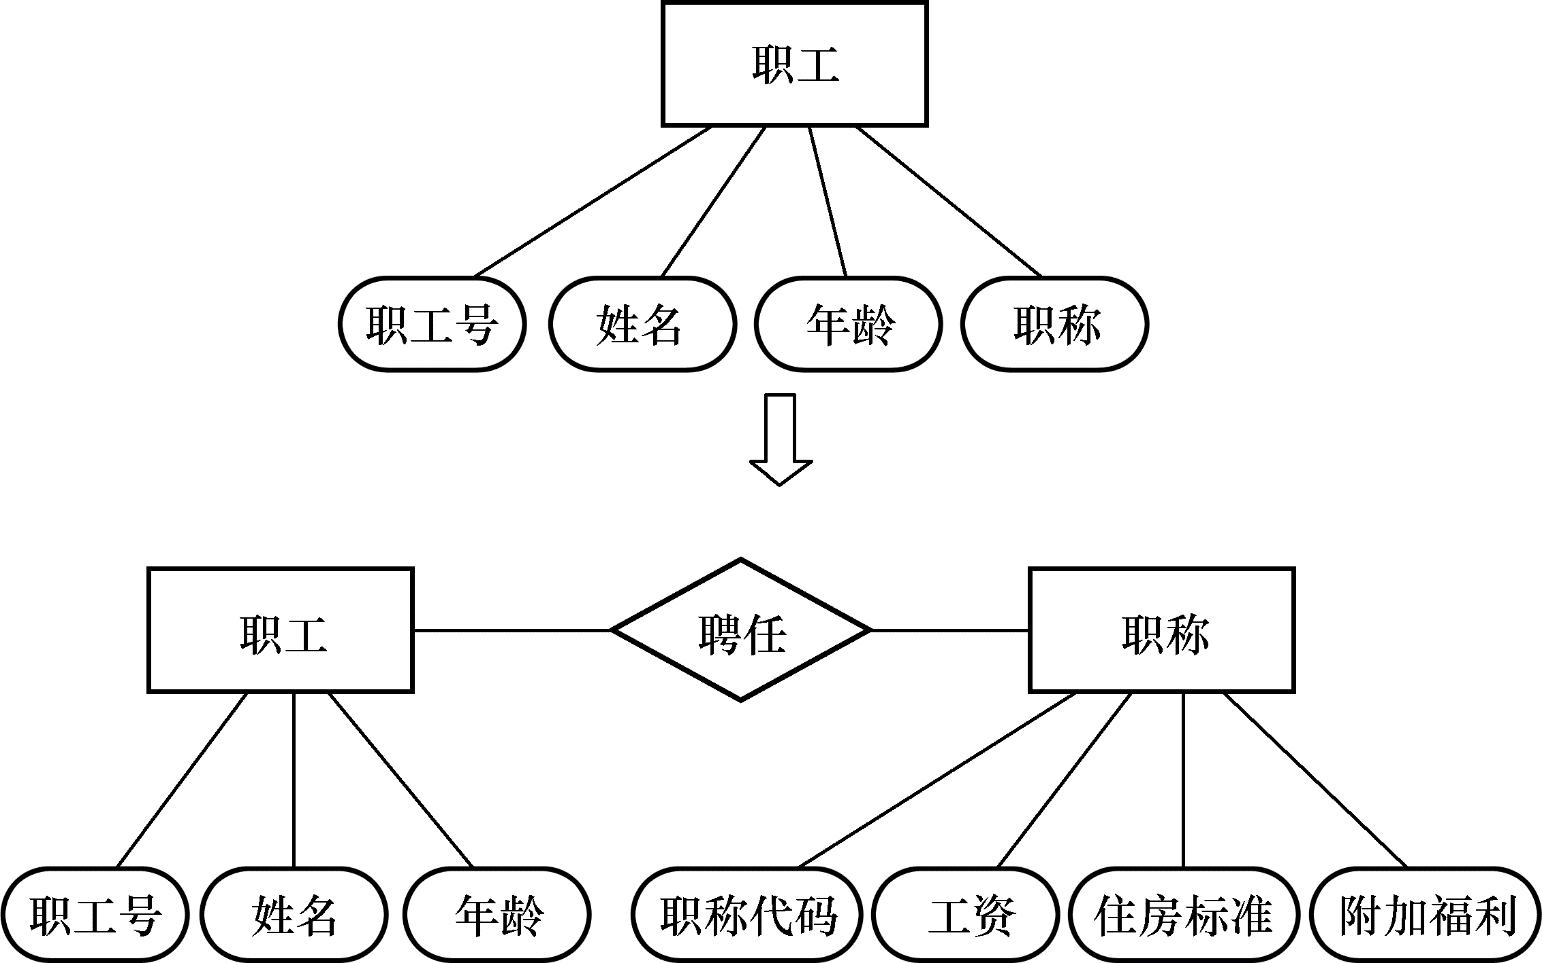 职工
职工号 姓名 年龄 职称
职工 聘任 职称
职工号 姓名 年龄 职称代码 工资 住房标准 附加福利